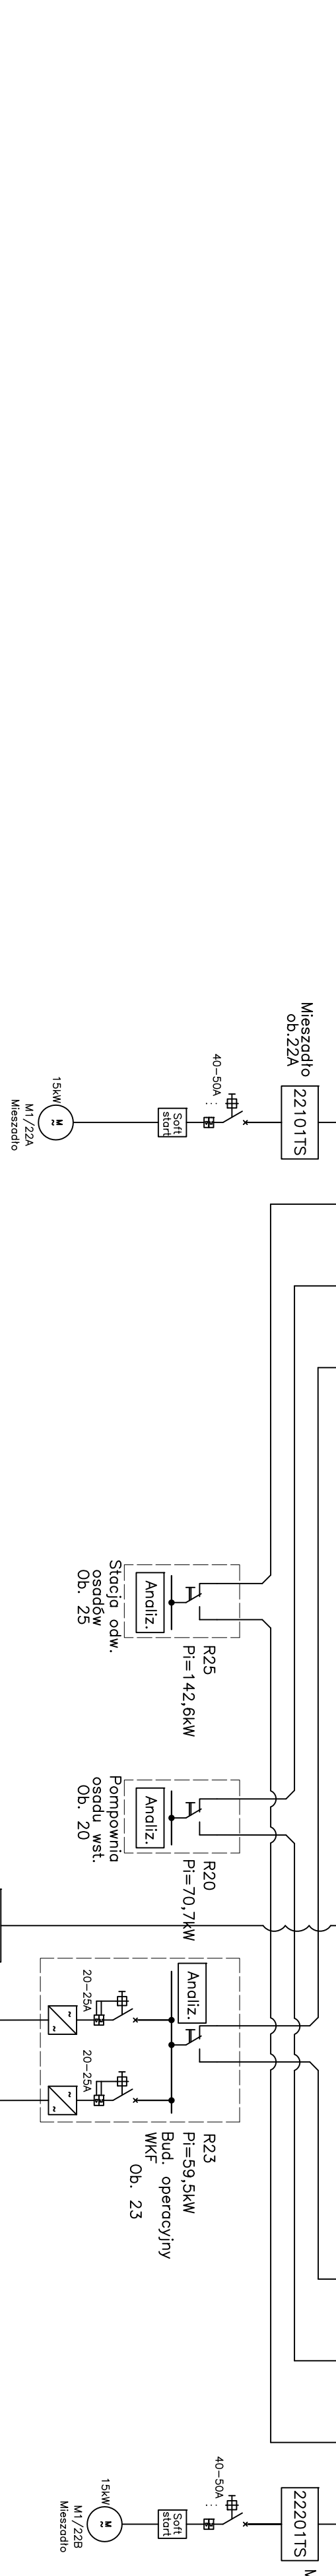 Mieszadło
ob.22A
22101TS
40-50A
Soft
start
15kW
M
~
M1/22A
Mieszadło
R25
Pi=142,6kW
Analiz.
Stacja odw.
osadów
Ob. 25
R20
Pi=70,7kW
Analiz.
Pompownia
osadu wst.
Ob. 20
Analiz.
20-25A
~
~
20-25A
~
~
R23
Pi=59,5kW
Bud. operacyjny
WKF
Ob. 23
M
22201TS
40-50A
Soft
start
15kW
M
~
M1/22B
Mieszadło